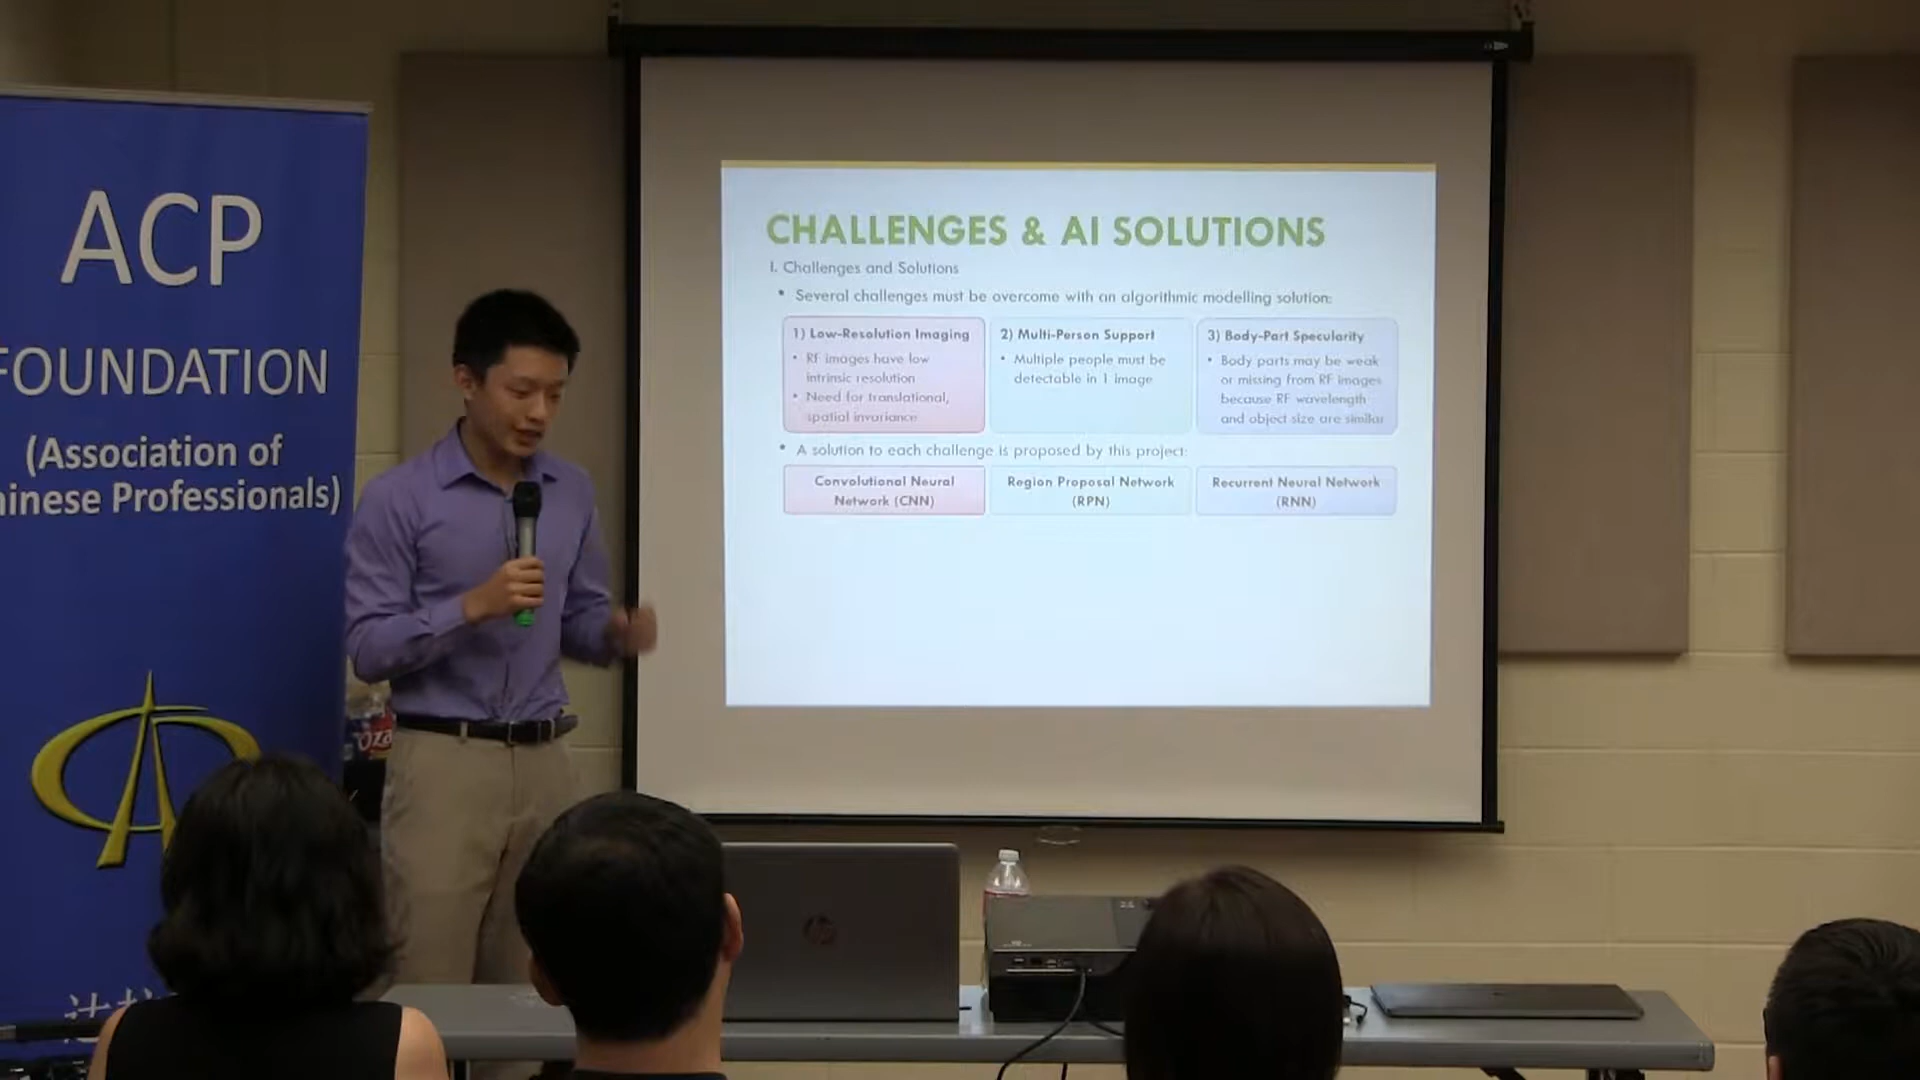 ACP
FOUNDATION
(Association of
hinese Professionals)
CHALLENGES & AI SOLUTIONS
I. Challenges and Solutions
• Several challenges must be overcome with an algorithmic modelling solution:
1) Low-Resolution Imaging
• RF images have low
intrinsic resolution
• Need for translational,
spatial invariance
2) Multi-Person Support
• Multiple people must be
detectable in 1 image
3) Body-Part Specularity
• Body parts may be weak
or missing from RF images
because RF wavelength
and object size are similar
• A solution to each challenge is proposed by this project:
Convolutional Neural
Network (CNN)
Region Proposal Network
(RPN)
Recurrent Neural Network
(RNN)
hp